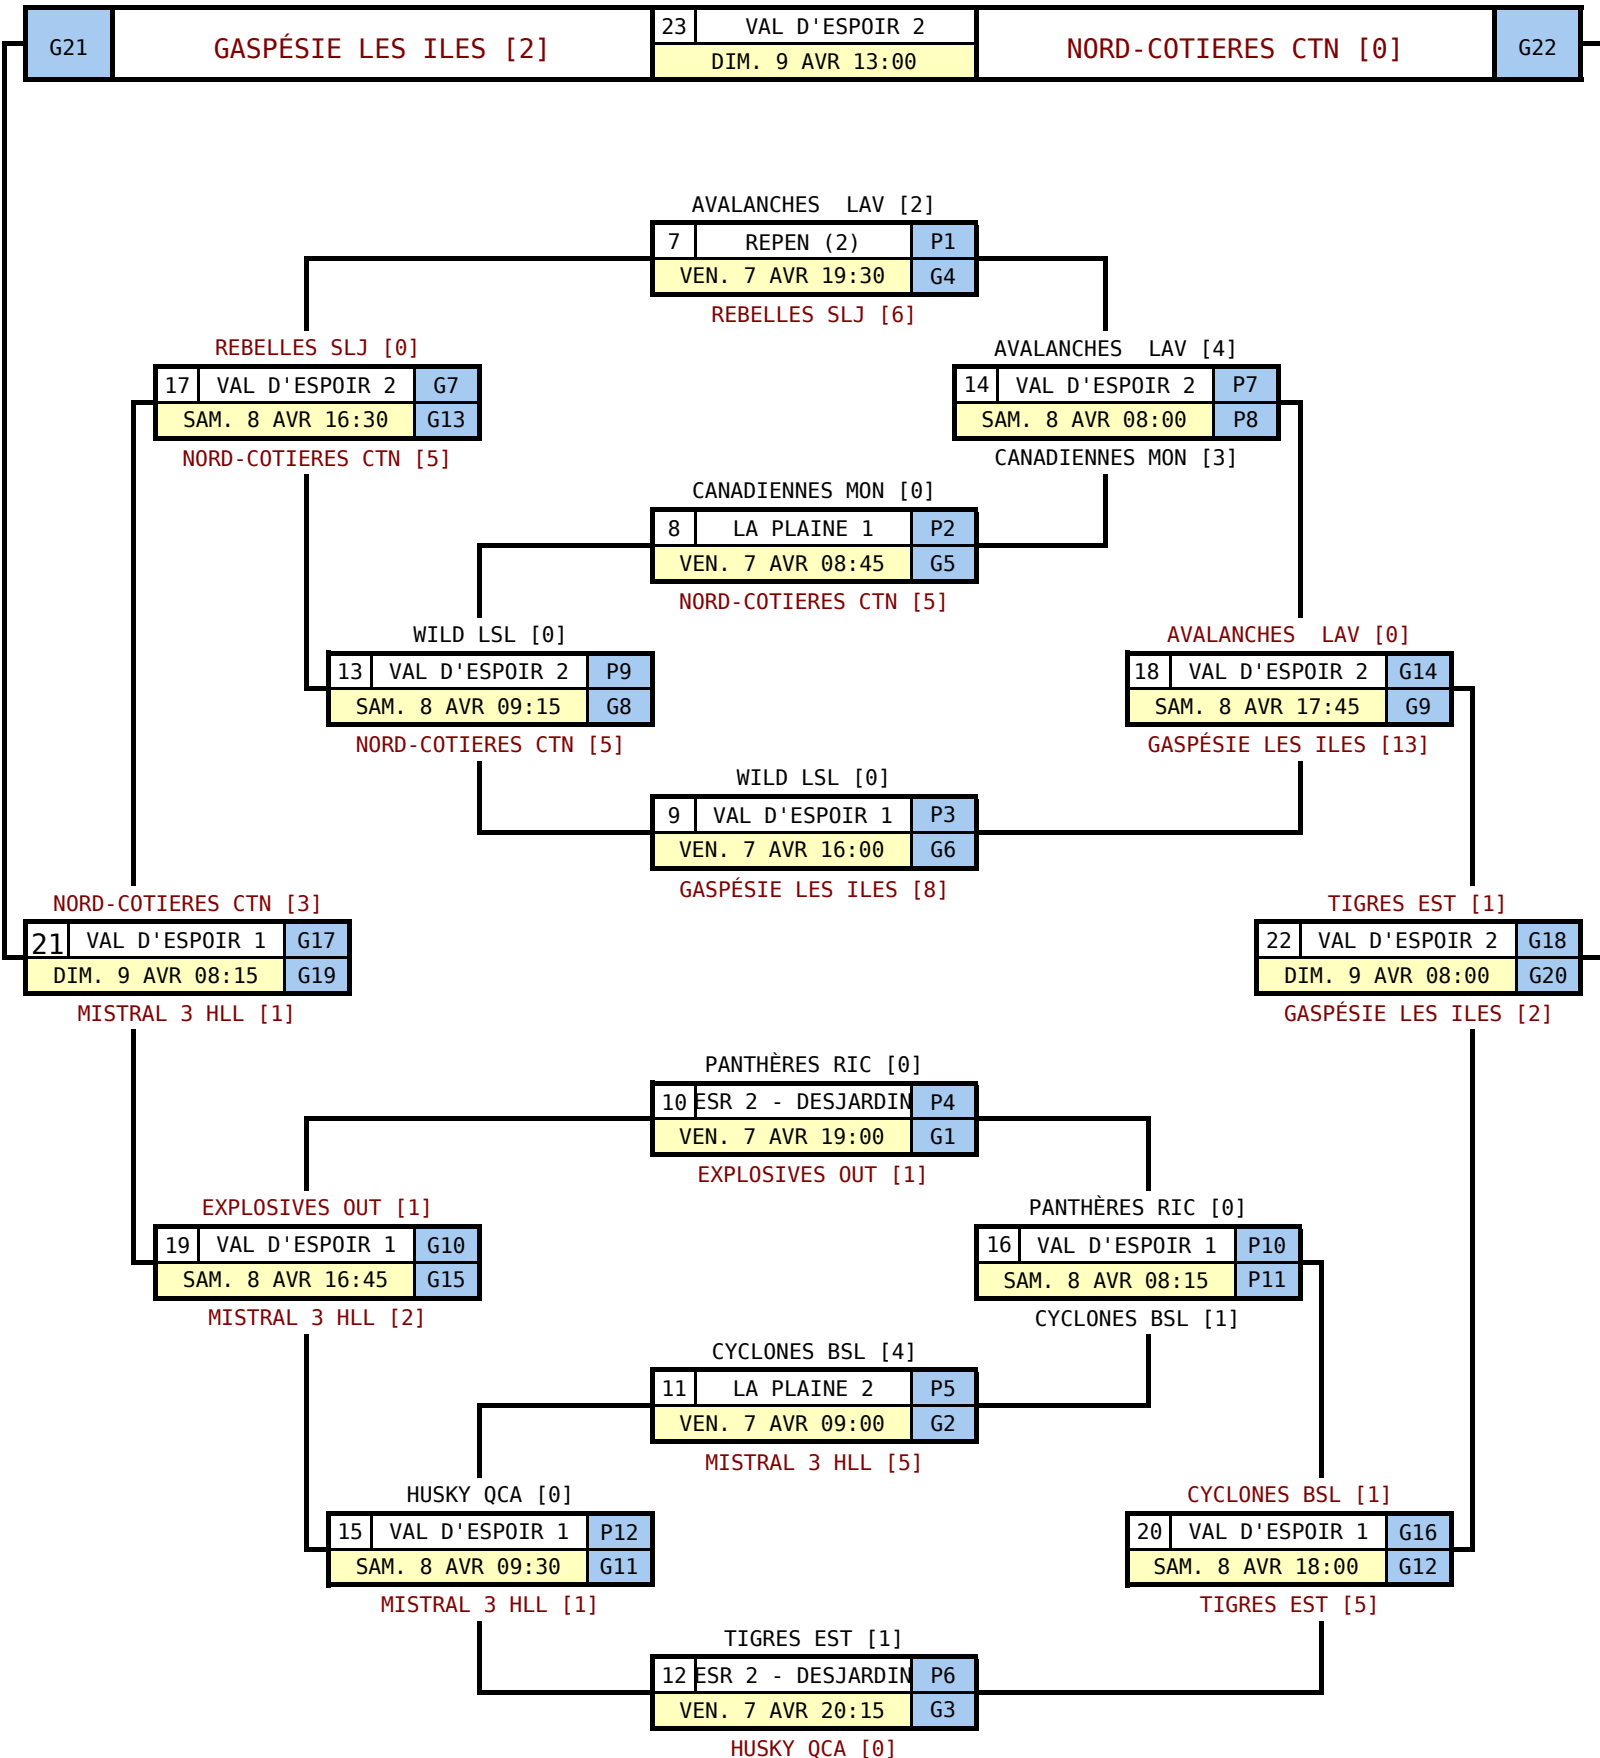 G21
GASPÉSIE LES ILES [2]
23 VAL D'ESPOIR 2
DIM. 9 AVR 13:00
NORD-COTIERES CTN [0]
G22
AVALANCHES  LAV [2]
7 REPEN (2) P1
VEN. 7 AVR 19:30 G4
REBELLES SLJ [6]
REBELLES SLJ [0]
17 VAL D'ESPOIR 2 G7
SAM. 8 AVR 16:30 G13
NORD-COTIERES CTN [5]
AVALANCHES  LAV [4]
14 VAL D'ESPOIR 2 P7
SAM. 8 AVR 08:00 P8
CANADIENNES MON [3]
CANADIENNES MON [0]
8 LA PLAINE 1 P2
VEN. 7 AVR 08:45 G5
NORD-COTIERES CTN [5]
WILD LSL [0]
13 VAL D'ESPOIR 2 P9
SAM. 8 AVR 09:15 G8
NORD-COTIERES CTN [5]
AVALANCHES  LAV [0]
18 VAL D'ESPOIR 2 G14
SAM. 8 AVR 17:45 G9
GASPÉSIE LES ILES [13]
WILD LSL [0]
9 VAL D'ESPOIR 1 P3
VEN. 7 AVR 16:00 G6
GASPÉSIE LES ILES [8]
NORD-COTIERES CTN [3]
21 VAL D'ESPOIR 1 G17
DIM. 9 AVR 08:15 G19
MISTRAL 3 HLL [1]
TIGRES EST [1]
22 VAL D'ESPOIR 2 G18
DIM. 9 AVR 08:00 G20
GASPÉSIE LES ILES [2]
PANTHÈRES RIC [0]
10 ESR 2 - DESJARDIN P4
VEN. 7 AVR 19:00 G1
EXPLOSIVES OUT [1]
EXPLOSIVES OUT [1]
19 VAL D'ESPOIR 1 G10
SAM. 8 AVR 16:45 G15
MISTRAL 3 HLL [2]
PANTHÈRES RIC [0]
16 VAL D'ESPOIR 1 P10
SAM. 8 AVR 08:15 P11
CYCLONES BSL [1]
CYCLONES BSL [4]
11 LA PLAINE 2 P5
VEN. 7 AVR 09:00 G2
MISTRAL 3 HLL [5]
HUSKY QCA [0]
15 VAL D'ESPOIR 1 P12
SAM. 8 AVR 09:30 G11
MISTRAL 3 HLL [1]
CYCLONES BSL [1]
20 VAL D'ESPOIR 1 G16
SAM. 8 AVR 18:00 G12
TIGRES EST [5]
TIGRES EST [1]
12 ESR 2 - DESJARDIN P6
VEN. 7 AVR 20:15 G3
HUSKY QCA [0]